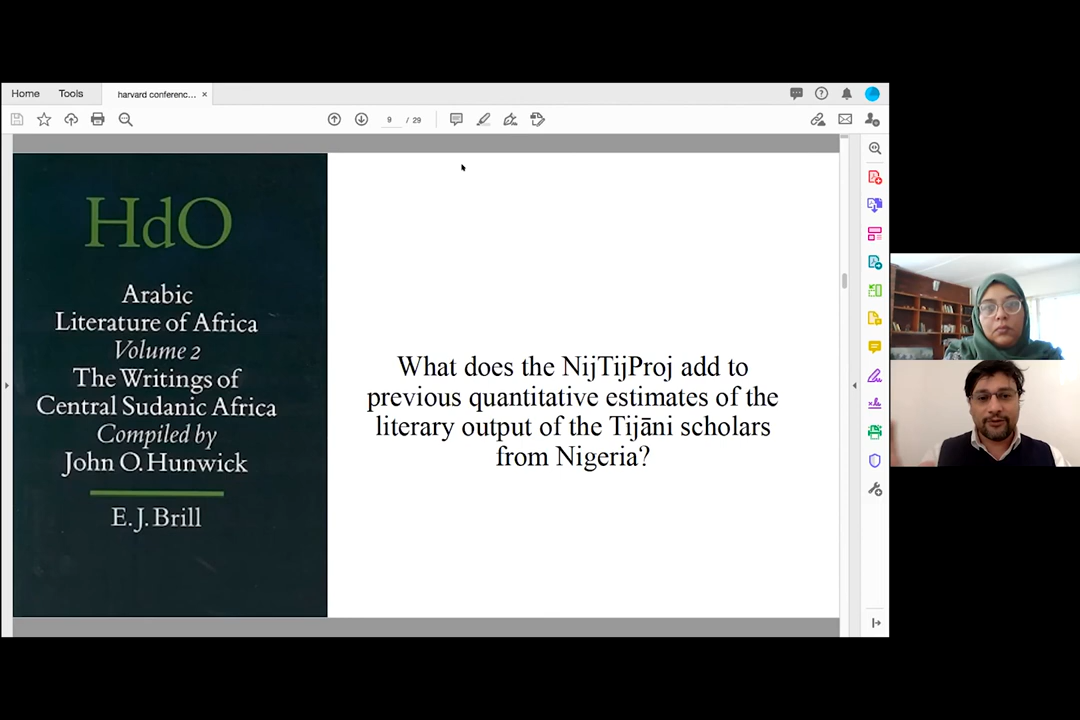 Home
Tools
harvard conferenc...
9 / 29
HdO
Arabic
Literature of Africa
Volume 2
The Writings of
Central Sudanic Africa
Compiled by
John O. Hunwick
E.J. Brill
What does the NijTijProj add to
previous quantitative estimates of the
literary output of the Tijāni scholars
from Nigeria?